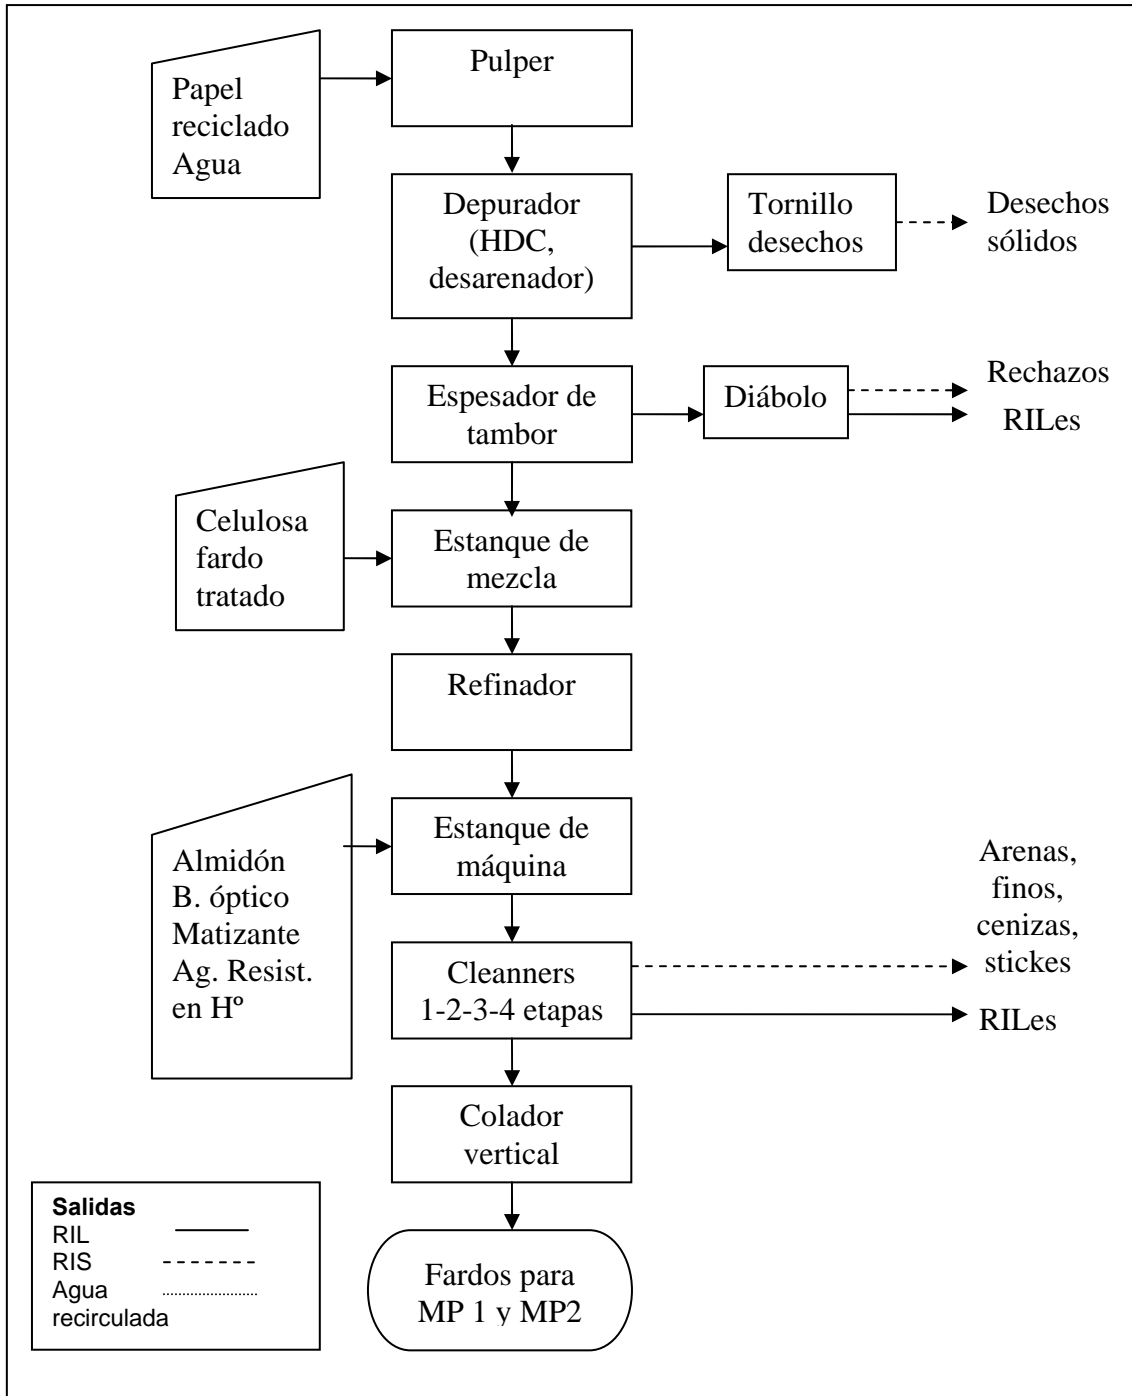 Pulper
Papel
reciclado
Agua
Depurador
(HDC,
desarenador)
Tornillo
desechos
Desechos
sólidos
Espesador de
tambor
Diábolo
Rechazos
RILes
Celulosa
fardo
tratado
Estanque de
mezcla
Refinador
Almidón
B. óptico
Matizante
Ag. Resist.
en Hº
Estanque de
máquina
Cleanners
1-2-3-4 etapas
Arenas,
finos,
cenizas,
stickes
RILes
Colador
vertical
Salidas
RIL
RIS
Agua
recirculada
Fardos para
MP 1 y MP2